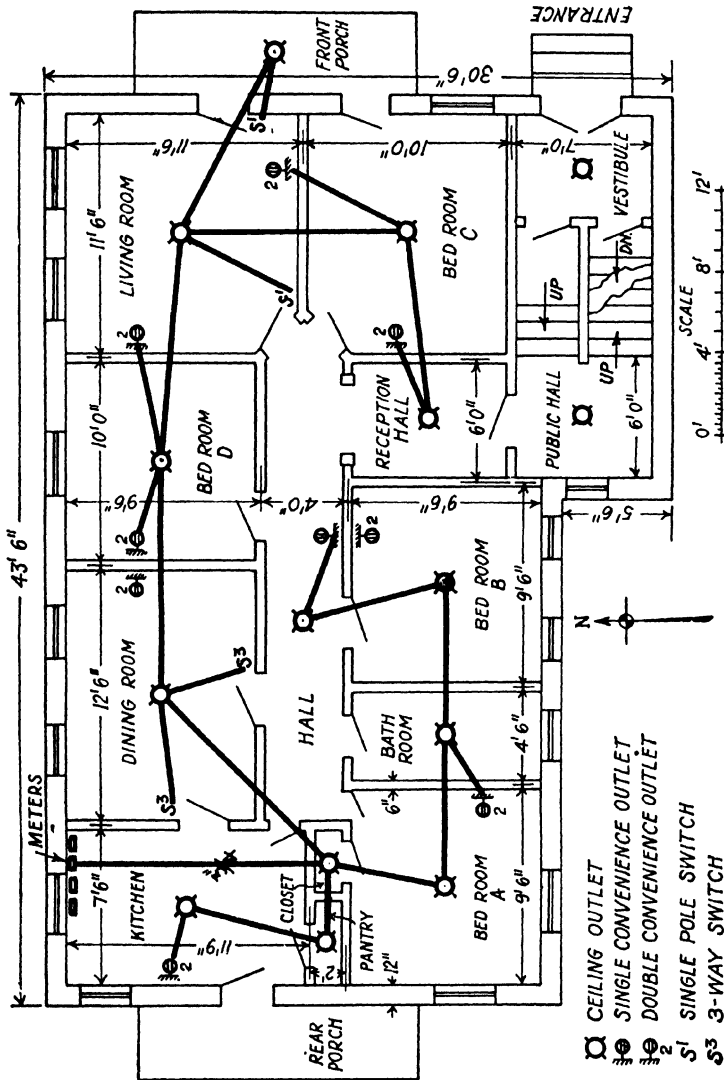 43' 6"
METERS
7'6"
12'6"
10'0"
11'6"
30'6"
KITCHEN
DINING ROOM
BED ROOM
D
LIVING ROOM
FRONT
PORCH
11'9"
9'6"
11'6"
2
S³
S³
2
2
2
S¹
2
S¹
CLOSET
PANTRY
2'
12"
HALL
4'0"
2
REAR
PORCH
BED ROOM
A
9'6"
6"
BATH
ROOM
4'6"
BED ROOM
B
9'6"
9'6"
2
RECEPTION
HALL
6'0"
2
BED ROOM
C
10'0"
PUBLIC HALL
6'0"
UP
UP
DN.
VESTIBULE
7'0"
ENTRANCE
5'6"
N
SCALE
0' 4' 8' 12'
CEILING OUTLET
SINGLE CONVENIENCE OUTLET
2 DOUBLE CONVENIENCE OUTLET
S¹ SINGLE POLE SWITCH
S³ 3-WAY SWITCH